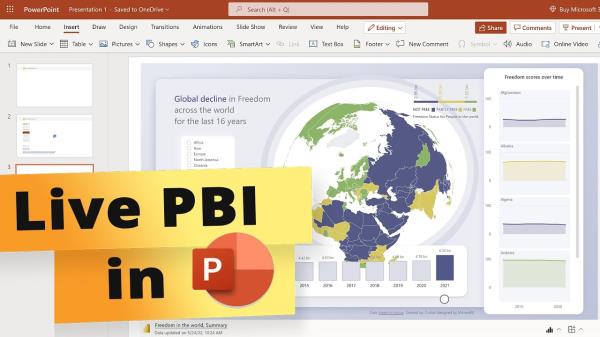 PowerPoint Presentation 1 - Saved to OneDrive
Search (Alt + Q)
Buy Microsoft 3
File Home Insert Draw Design Transitions Animations Slide Show Review View Help
Editing
Share
Comments
Present
New Slide
Table
Pictures
Shapes
Icons
SmartArt
Link
Text Box
Footer
New Comment
Symbol
Audio
Online Video
1
2
3
Global decline in Freedom
across the world
for the last 16 years
Africa
Asia
Europe
North America
Oceania
NOT FREE
Freedom Status for People in the world
Freedom scores over time
Afghanistan
Albania
Algeria
Andorra
2015
2020
2015 2016 2017 2018 2019 2020 2021
Live PBI
in
P
Freedom in the world, Summary
Data updated on 5/24/22, 10:24 AM